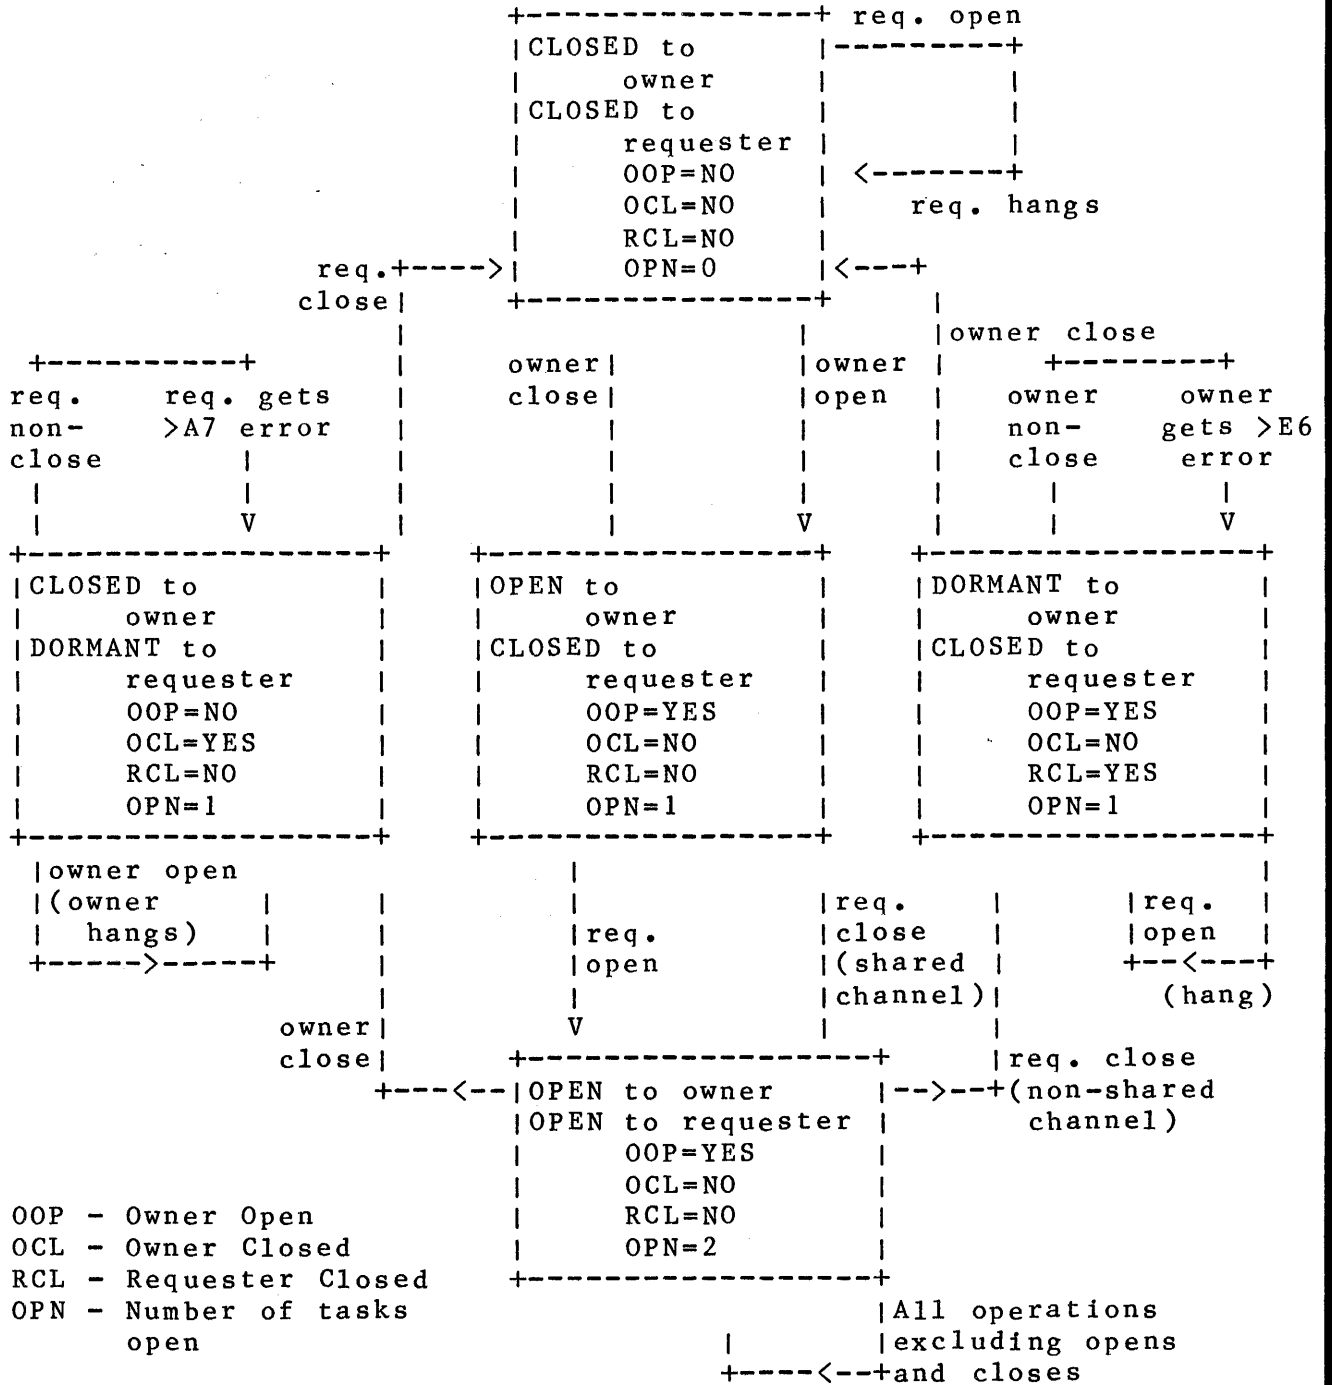 req. open
CLOSED to
owner
CLOSED to
requester
OOP=NO
OCL=NO
RCL=NO
OPN=0
req. hangs
req.
close
owner close
owner
close
owner
open
req.
non-
close
req. gets
>A7 error
owner
non-
close
owner
gets >E6
error
CLOSED to
owner
DORMANT to
requester
OOP=NO
OCL=YES
RCL=NO
OPN=1
OPEN to
owner
CLOSED to
requester
OOP=YES
OCL=NO
RCL=NO
OPN=1
DORMANT to
owner
CLOSED to
requester
OOP=YES
OCL=NO
RCL=YES
OPN=1
owner open
(owner
hangs)
req.
open
req.
close
(shared
channel)
req.
open
(hang)
owner
close
req. close
(non-shared
channel)
OPEN to owner
OPEN to requester
OOP=YES
OCL=NO
RCL=NO
OPN=2
OOP - Owner Open
OCL - Owner Closed
RCL - Requester Closed
OPN - Number of tasks
open
All operations
excluding opens
and closes